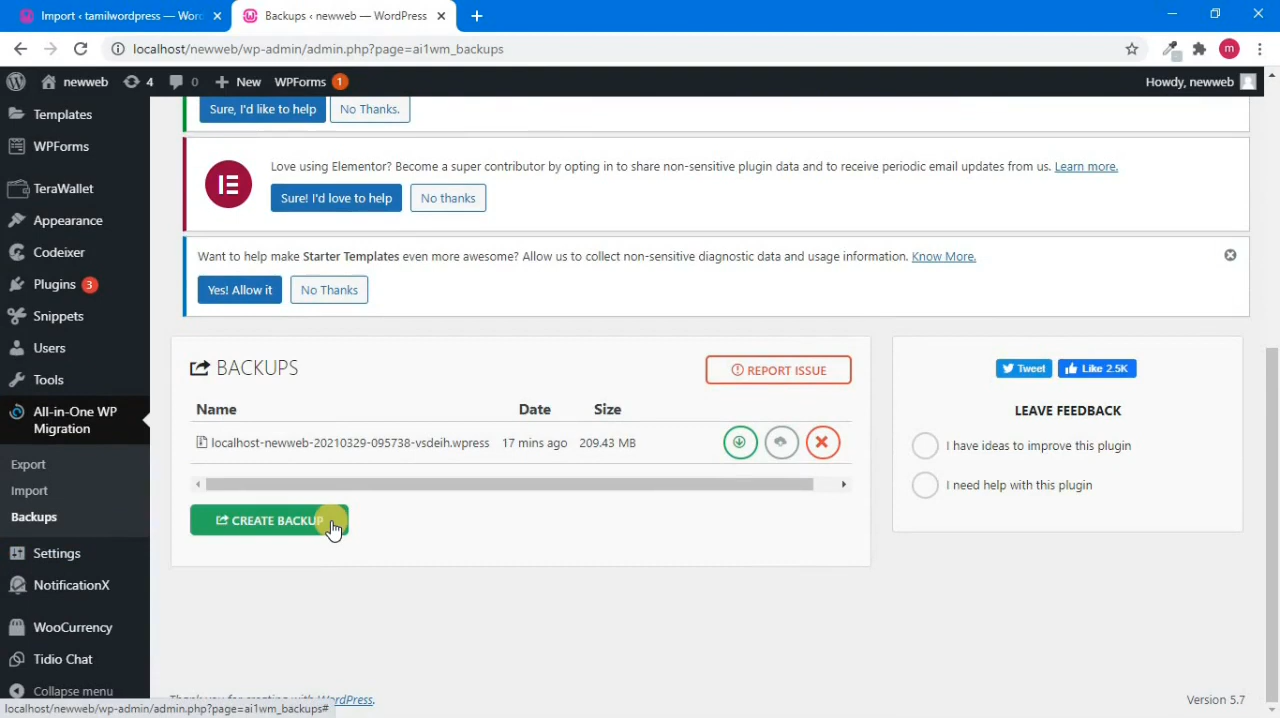 Import ‹ tamilwordpress — Wor
Backups ‹ newweb — WordPress
localhost/newweb/wp-admin/admin.php?page=ai1wm_backups
m
newweb
4
0
New
WPForms 1
Howdy, newweb
Templates
WPForms
TeraWallet
Appearance
Codeixer
Plugins 3
Snippets
Users
Tools
All-in-One WP
Migration
Export
Import
Backups
Settings
NotificationX
WooCurrency
Tidio Chat
Collapse menu
Sure, I'd like to help
No Thanks.
Love using Elementor? Become a super contributor by opting in to share non-sensitive plugin data and to receive periodic email updates from us. Learn more.
Sure! I'd love to help
No thanks
Want to help make Starter Templates even more awesome? Allow us to collect non-sensitive diagnostic data and usage information. Know More.
Yes! Allow it
No Thanks
BACKUPS
REPORT ISSUE
Name Date Size
localhost-newweb-20210329-095738-vsdeih.wpress 17 mins ago 209.43 MB
CREATE BACKUP
Tweet
Like 2.5K
LEAVE FEEDBACK
I have ideas to improve this plugin
I need help with this plugin
Thank you for creating with WordPress.
Version 5.7
localhost/newweb/wp-admin/admin.php?page=ai1wm_backups#